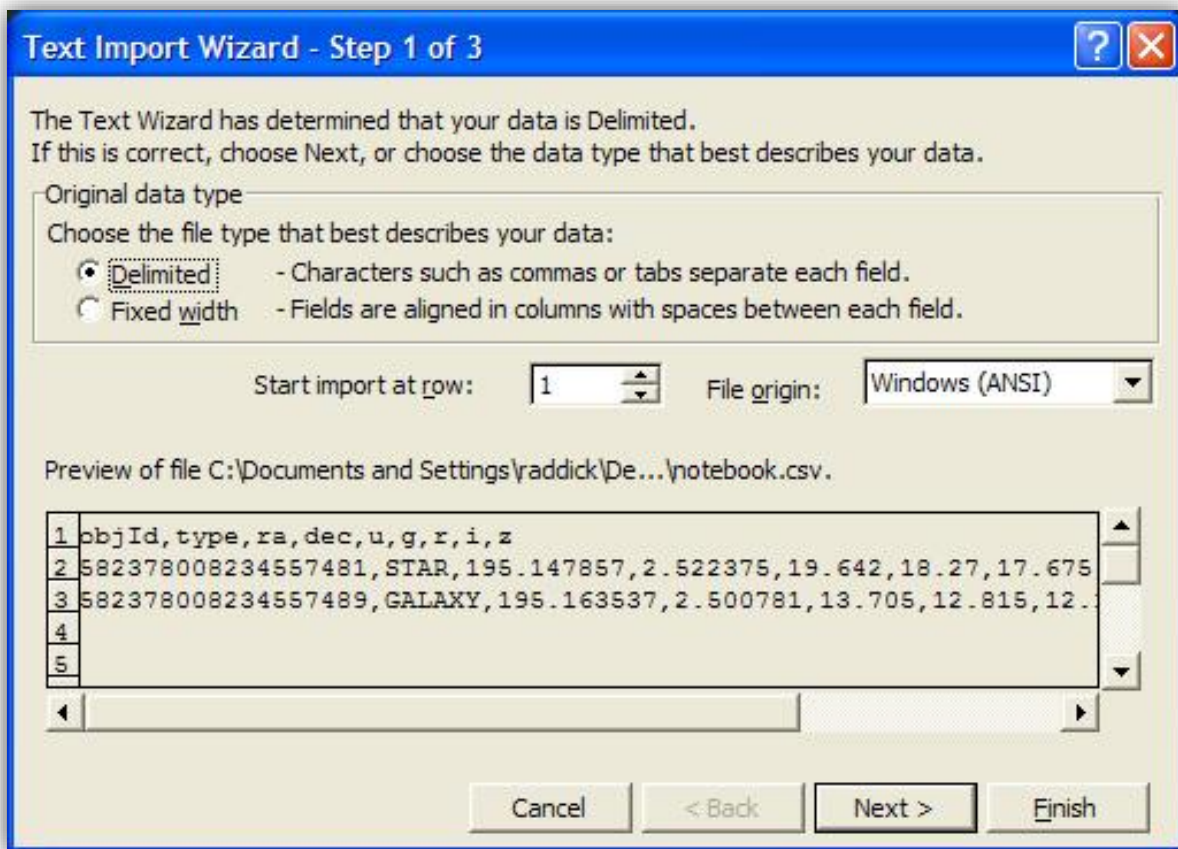 Text Import Wizard - Step 1 of 3
The Text Wizard has determined that your data is Delimited.
If this is correct, choose Next, or choose the data type that best describes your data.
Original data type
Choose the file type that best describes your data:
Delimited - Characters such as commas or tabs separate each field.
Fixed width - Fields are aligned in columns with spaces between each field.
Start import at row: 1 File origin: Windows (ANSI)
Preview of file C:\Documents and Settings\raddick\De...\notebook.csv.
1 objId,type,ra,dec,u,g,r,i,z
2 582378008234557481,STAR,195.147857,2.522375,19.642,18.27,17.675
3 582378008234557489,GALAXY,195.163537,2.500781,13.705,12.815,12.
4
5
Cancel < Back Next > Finish